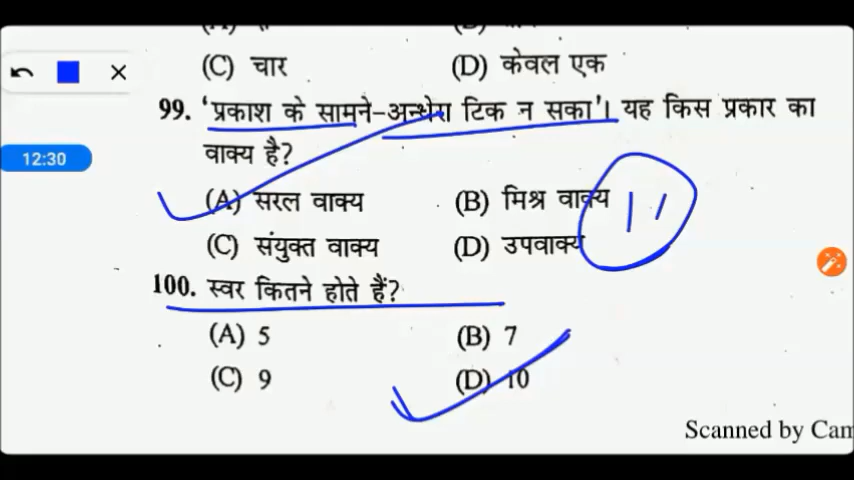 (C) चार (D) केवल एक
99. 'प्रकाश के सामने-अन्धेरा टिक न सका'। यह किस प्रकार का
वाक्य है?
12:30
(A) सरल वाक्य (B) मिश्र वाक्य
11
(C) संयुक्त वाक्य (D) उपवाक्य
100. स्वर कितने होते हैं?
(A) 5 (B) 7
(C) 9 (D) 10
Scanned by Cam